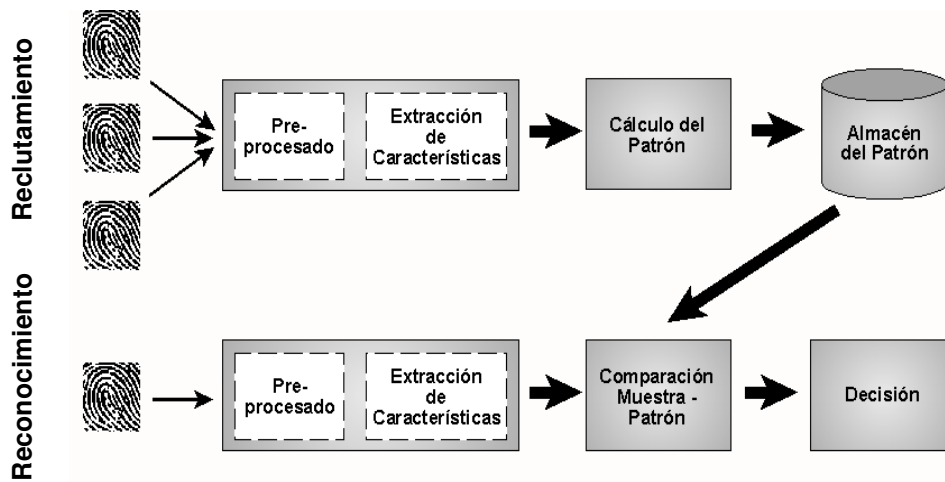 Reclutamiento
Pre-
procesado
Extracción
de
Características
Cálculo del
Patrón
Almacén
del Patrón
Reconocimiento
Pre-
procesado
Extracción
de
Características
Comparación
Muestra -
Patrón
Decisión